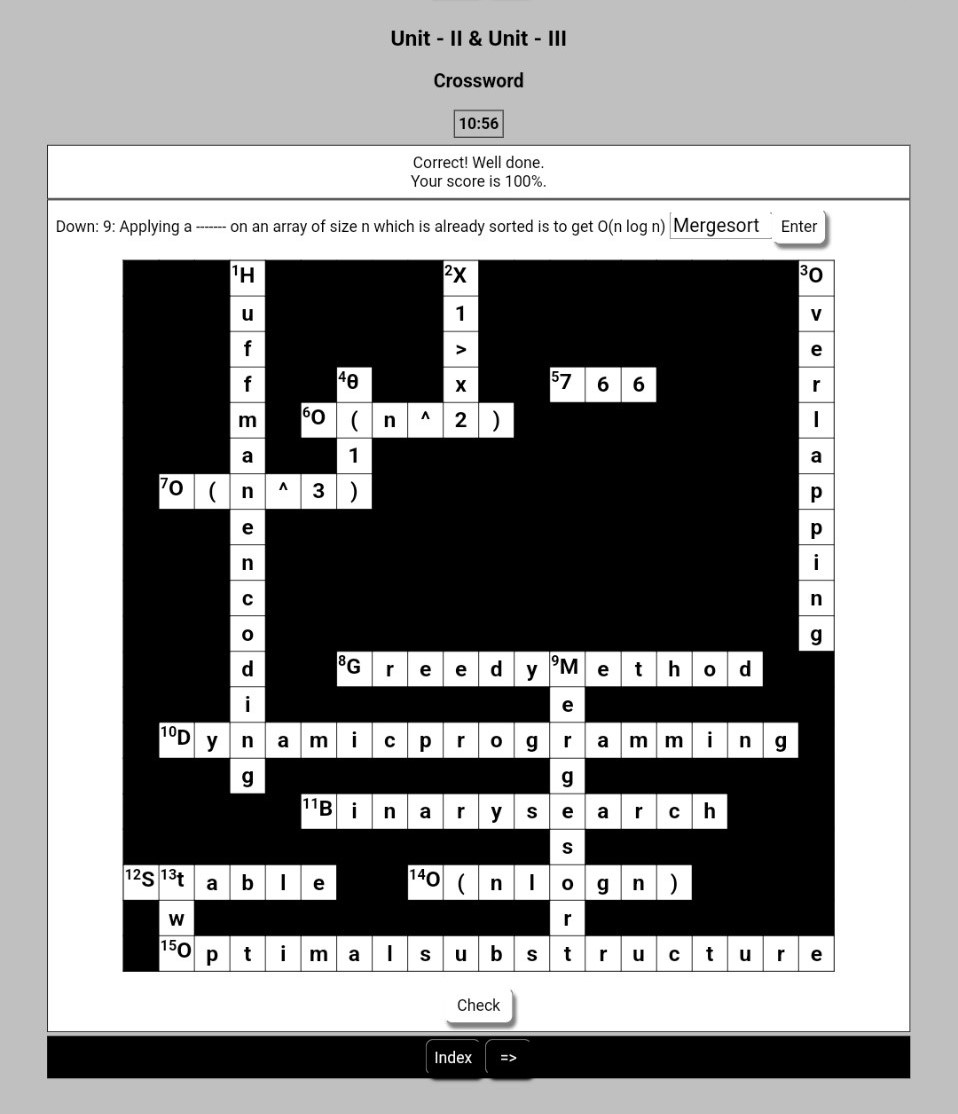 Unit - II & Unit - III
Crossword
10:56
Correct! Well done.
Your score is 100%.
Down: 9: Applying a ------- on an array of size n which is already sorted is to get O(n log n) Mergesort Enter
1H 2X 3O
u 1 v
f > e
f 4θ x 57 6 6 r
m 6O ( n ^ 2 ) l
a 1 a
7O ( n ^ 3 ) p
e p
n i
c n
o g
d 8G r e e d y 9M e t h o d
i e
10D y n a m i c p r o g r a m m i n g
g g
11B i n a r y s e a r c h
s
12S 13t a b l e 14O ( n l o g n )
w r
15O p t i m a l s u b s t r u c t u r e
Check
Index =>